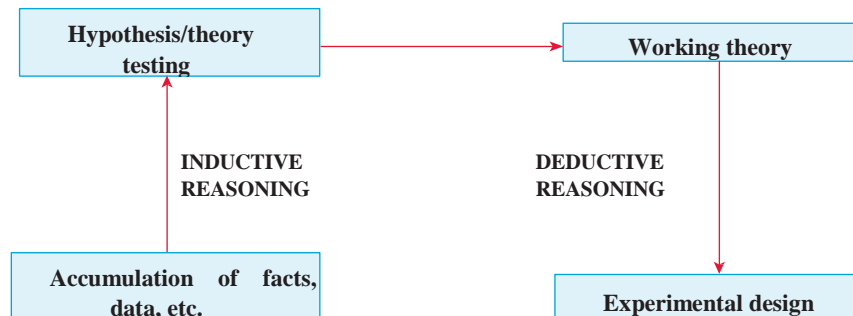 Hypothesis/theory
testing
Working theory
INDUCTIVE
REASONING
DEDUCTIVE
REASONING
Accumulation of facts,
data, etc.
Experimental design